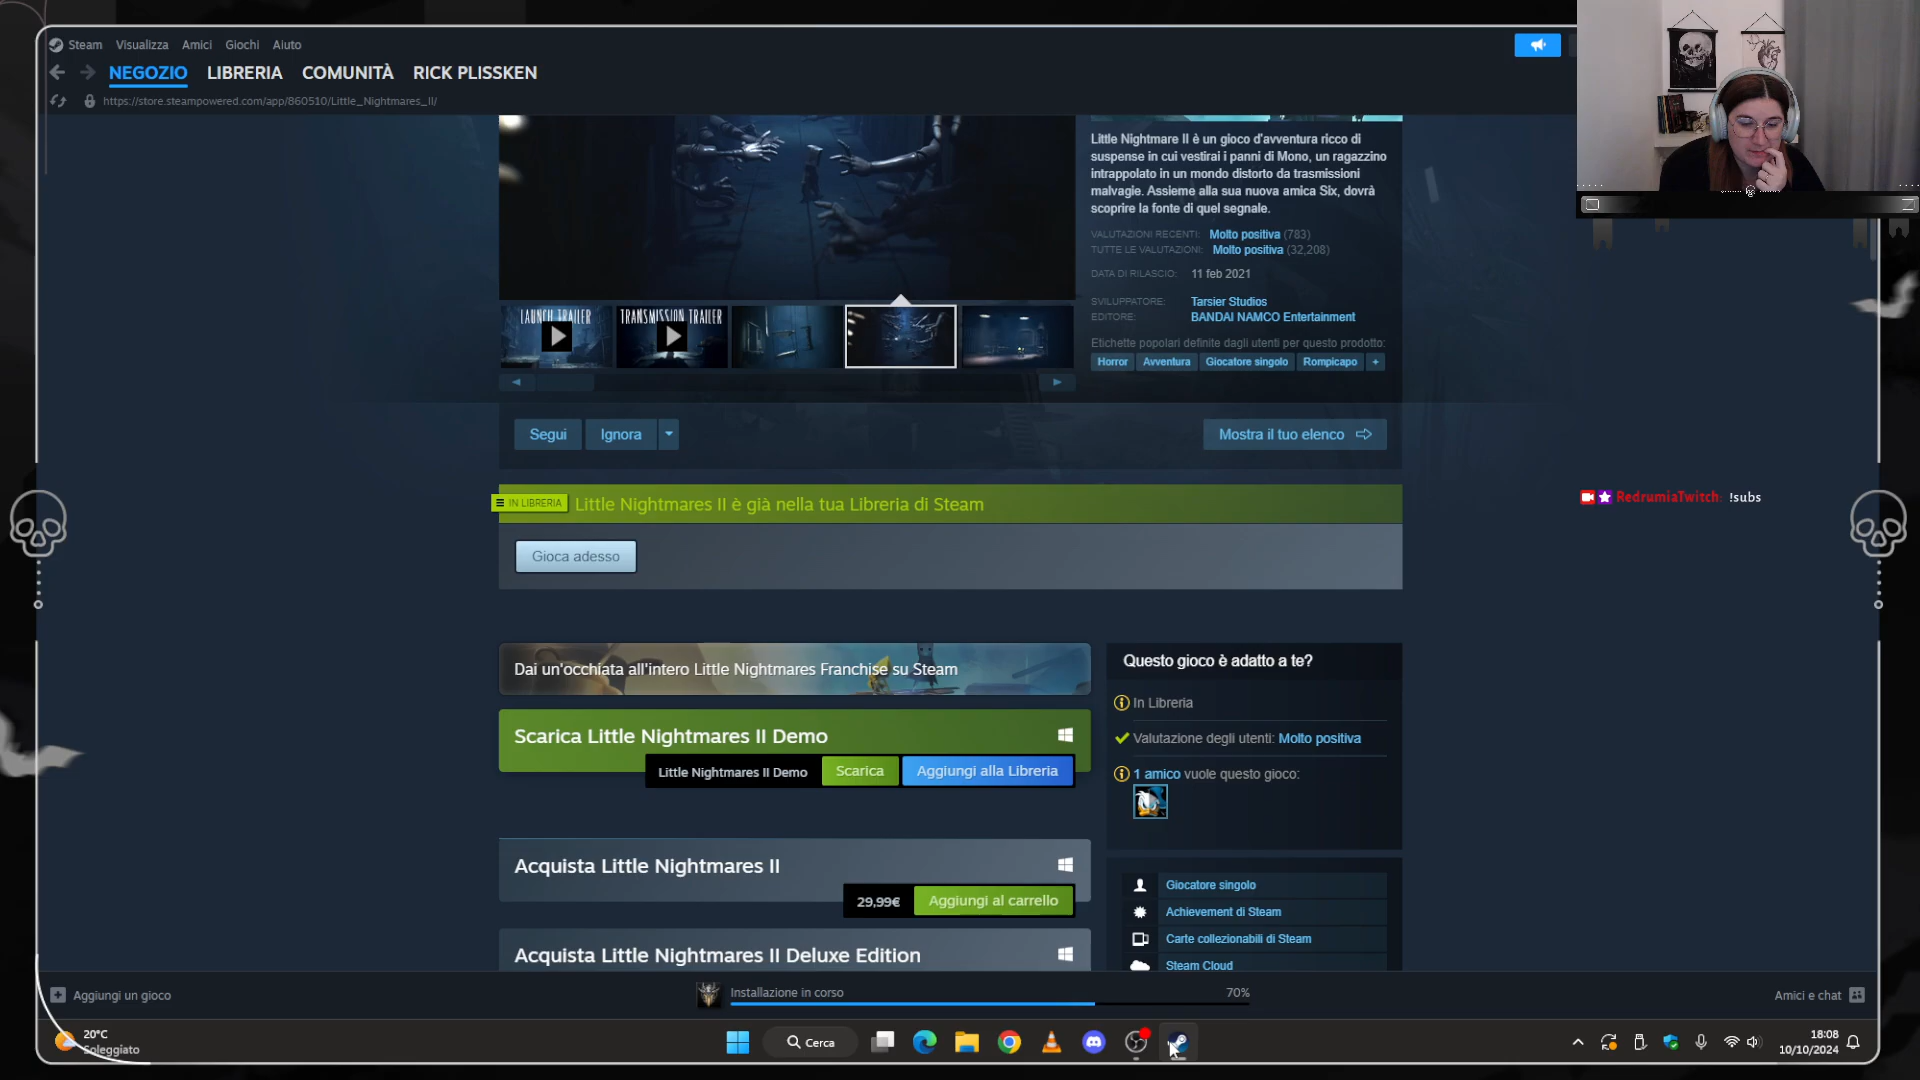 Steam Visualizza Amici Giochi Aiuto
NEGOZIO LIBRERIA COMUNITÀ RICK PLISSKEN
https://store.steampowered.com/app/860510/Little_Nightmares_II/
Little Nightmare II è un gioco d'avventura ricco di
suspense in cui vestirai i panni di Mono, un ragazzino
intrappolato in un mondo distorto da trasmissioni
malvagie. Assieme alla sua nuova amica Six, dovrà
scoprire la fonte di quel segnale.
VALUTAZIONI RECENTI: Molto positiva (783)
TUTTE LE VALUTAZIONI: Molto positiva (32,208)
DATA DI RILASCIO: 11 feb 2021
SVILUPPATORE: Tarsier Studios
EDITORE: BANDAI NAMCO Entertainment
Etichette popolari definite dagli utenti per questo prodotto:
Horror Avventura Giocatore singolo Rompicapo +
LAUNCH TRAILER TRANSMISSION TRAILER
Segui Ignora Mostra il tuo elenco
IN LIBRERIA Little Nightmares II è già nella tua Libreria di Steam
Gioca adesso
RedrumiaTwitch: !subs
Dai un'occhiata all'intero Little Nightmares Franchise su Steam
Scarica Little Nightmares II Demo
Little Nightmares II Demo Scarica Aggiungi alla Libreria
Acquista Little Nightmares II
29,99€ Aggiungi al carrello
Acquista Little Nightmares II Deluxe Edition
Questo gioco è adatto a te?
In Libreria
Valutazione degli utenti: Molto positiva
1 amico vuole questo gioco:
Giocatore singolo
Achievement di Steam
Carte collezionabili di Steam
Steam Cloud
Aggiungi un gioco
Installazione in corso 70%
Amici e chat
20°C
Soleggiato
Cerca
18:08
10/10/2024